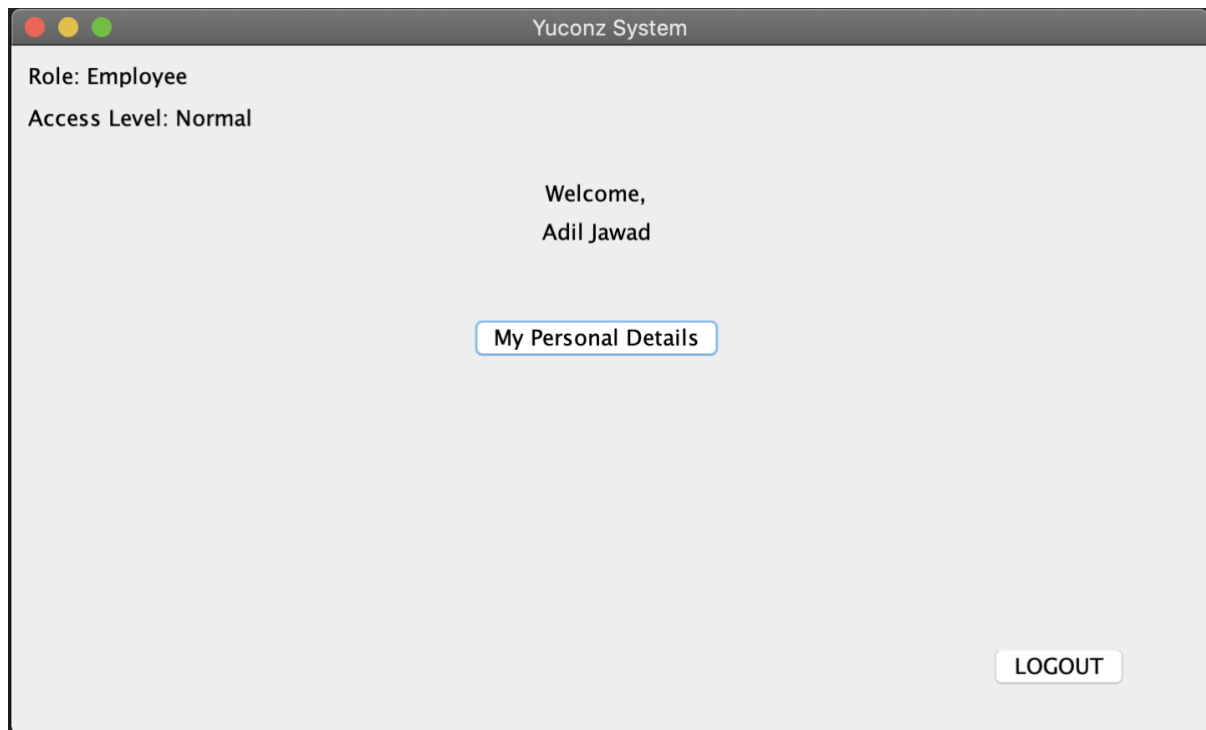 Yuconz System
Role: Employee
Access Level: Normal
Welcome,
Adil Jawad
My Personal Details
LOGOUT